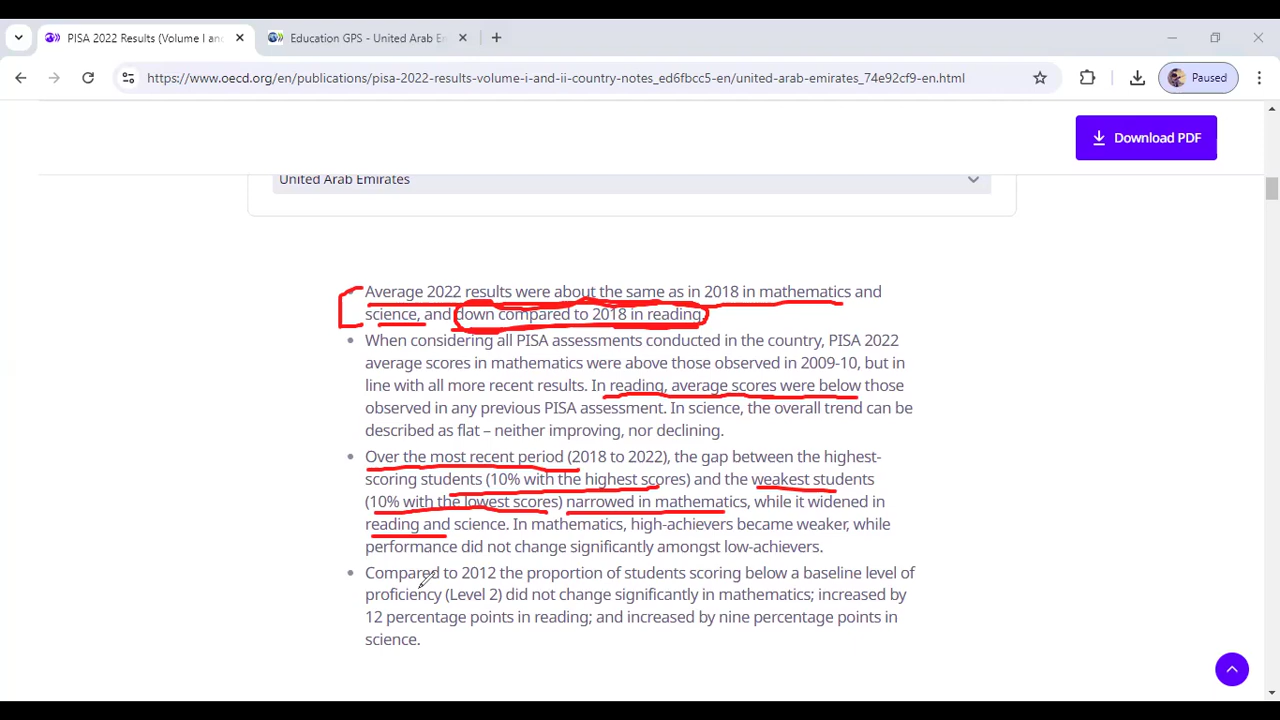 PISA 2022 Results (Volume I and
Education GPS - United Arab Em
https://www.oecd.org/en/publications/pisa-2022-results-volume-i-and-ii-country-notes_ed6fbcc5-en/united-arab-emirates_74e92cf9-en.html
Paused
Download PDF
United Arab Emirates
Average 2022 results were about the same as in 2018 in mathematics and
science, and down compared to 2018 in reading.
When considering all PISA assessments conducted in the country, PISA 2022
average scores in mathematics were above those observed in 2009-10, but in
line with all more recent results. In reading, average scores were below those
observed in any previous PISA assessment. In science, the overall trend can be
described as flat – neither improving, nor declining.
Over the most recent period (2018 to 2022), the gap between the highest-
scoring students (10% with the highest scores) and the weakest students
(10% with the lowest scores) narrowed in mathematics, while it widened in
reading and science. In mathematics, high-achievers became weaker, while
performance did not change significantly amongst low-achievers.
Compared to 2012 the proportion of students scoring below a baseline level of
proficiency (Level 2) did not change significantly in mathematics; increased by
12 percentage points in reading; and increased by nine percentage points in
science.